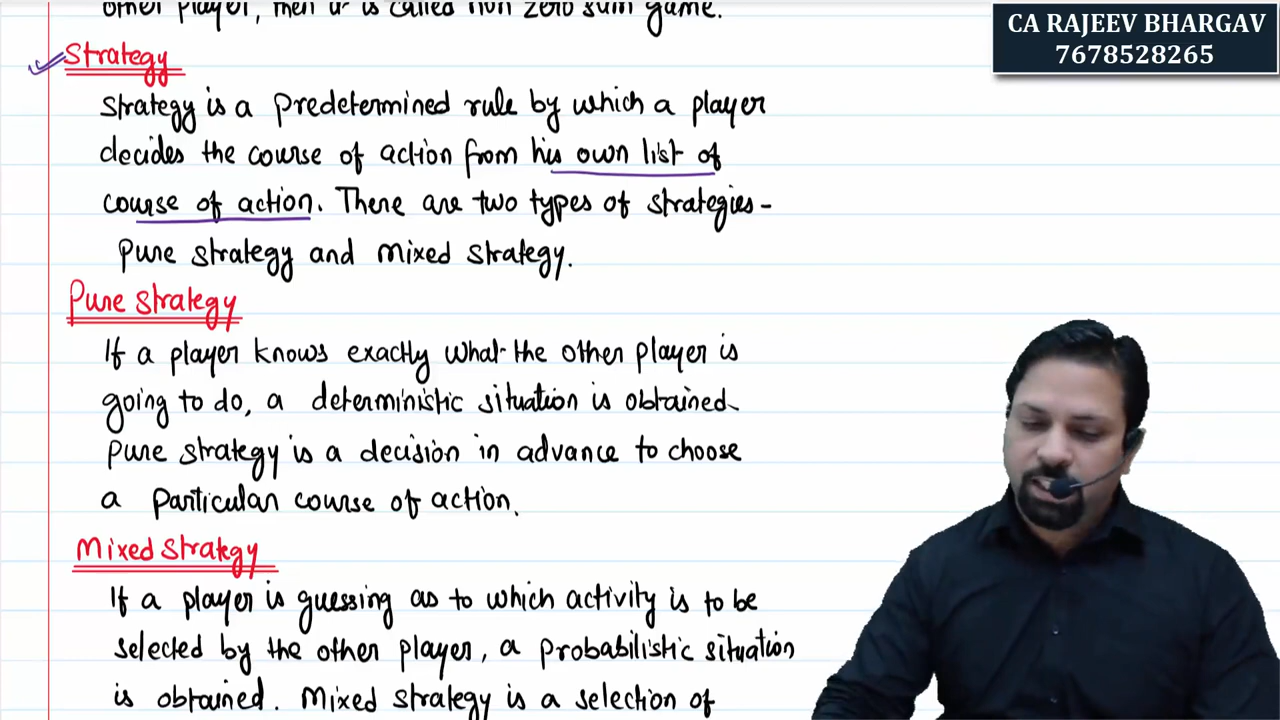 other player, then it is called non zero sum game.
CA RAJEEV BHARGAV
7678528265
Strategy
Strategy is a predetermined rule by which a player
decides the course of action from his own list of
course of action. There are two types of strategies -
Pure strategy and Mixed strategy.
Pure strategy
If a player knows exactly what the other player is
going to do, a deterministic situation is obtained.
Pure strategy is a decision in advance to choose
a particular course of action.
Mixed strategy
If a player is guessing as to which activity is to be
selected by the other player, a probabilistic situation
is obtained. Mixed strategy is a selection of